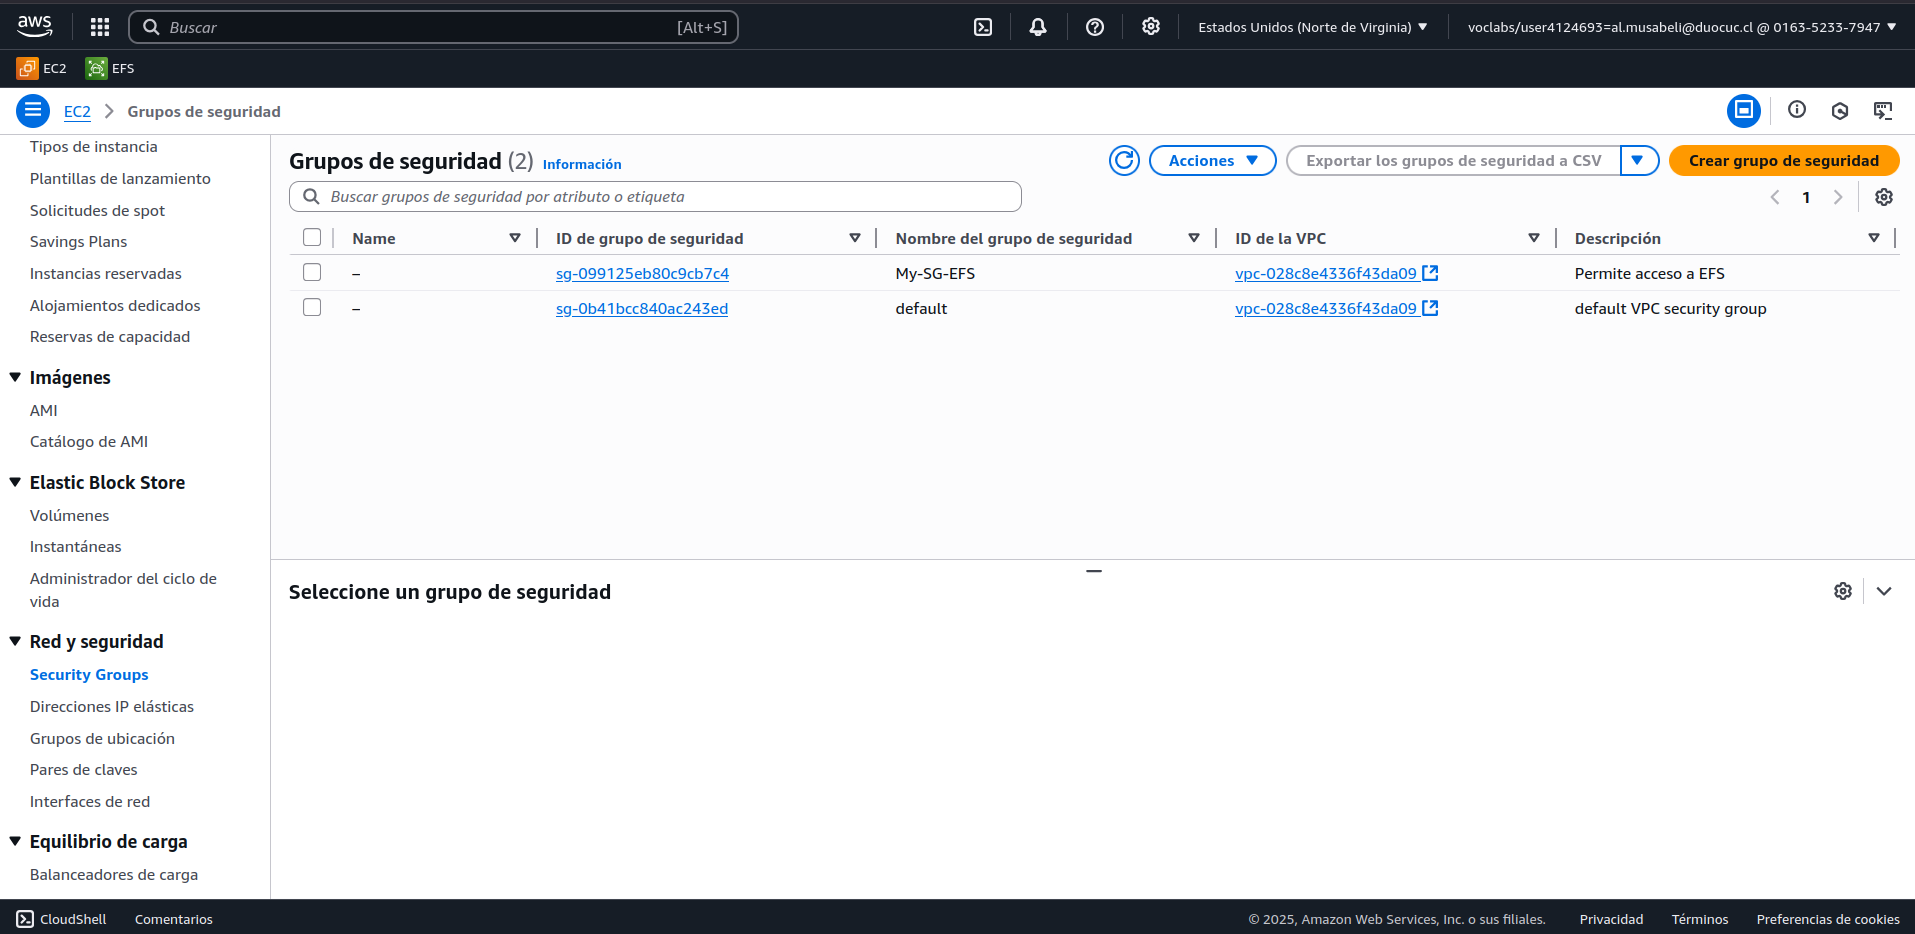 aws
Buscar [Alt+S] Estados Unidos (Norte de Virginia) voclabs/user4124693=al.musabeli@duocuc.cl @ 0163-5233-7947
EC2 EFS
EC2 Grupos de seguridad
Tipos de instancia
Plantillas de lanzamiento
Solicitudes de spot
Savings Plans
Instancias reservadas
Alojamientos dedicados
Reservas de capacidad
Imágenes
AMI
Catálogo de AMI
Elastic Block Store
Volúmenes
Instantáneas
Administrador del ciclo de
vida
Red y seguridad
Security Groups
Direcciones IP elásticas
Grupos de ubicación
Pares de claves
Interfaces de red
Equilibrio de carga
Balanceadores de carga
Grupos de seguridad (2) Información Acciones Exportar los grupos de seguridad a CSV Crear grupo de seguridad
Buscar grupos de seguridad por atributo o etiqueta 1
Name ID de grupo de seguridad Nombre del grupo de seguridad ID de la VPC Descripción
– sg-099125eb80c9cb7c4 My-SG-EFS vpc-028c8e4336f43da09 Permite acceso a EFS
– sg-0b41bcc840ac243ed default vpc-028c8e4336f43da09 default VPC security group
Seleccione un grupo de seguridad
CloudShell Comentarios © 2025, Amazon Web Services, Inc. o sus filiales. Privacidad Términos Preferencias de cookies